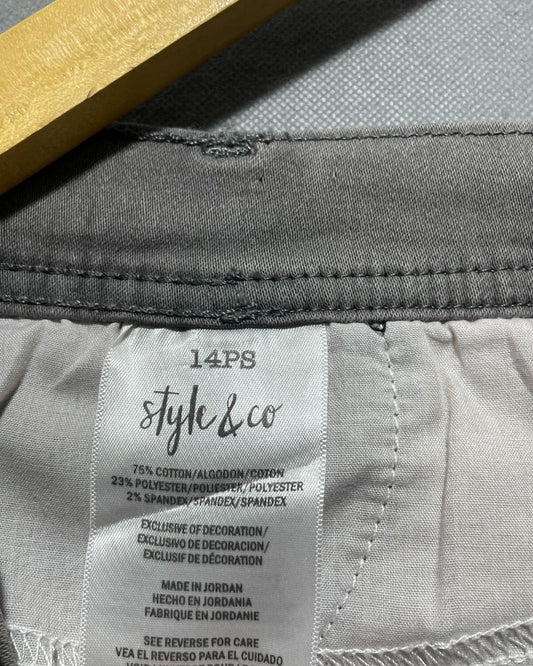 14PS
style & co
75% COTTON/ALGODON/COTON
23% POLYESTER/POLIESTER/POLYESTER
2% SPANDEX/SPANDEX/SPANDEX
EXCLUSIVE OF DECORATION/
EXCLUSIVO DE DECORACION/
EXCLUSIF DE DÉCORATION
MADE IN JORDAN
HECHO EN JORDANIA
FABRIQUE EN JORDANIE
SEE REVERSE FOR CARE
VEA EL REVERSO PARA EL CUIDADO